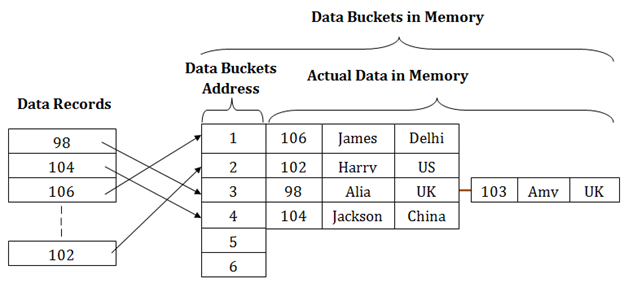 Data Buckets in Memory
Data Buckets
Address
Actual Data in Memory
Data Records
98
104
106
102
1 106 James Delhi
2 102 Harry US
3 98 Alia UK 103 Amy UK
4 104 Jackson China
5
6